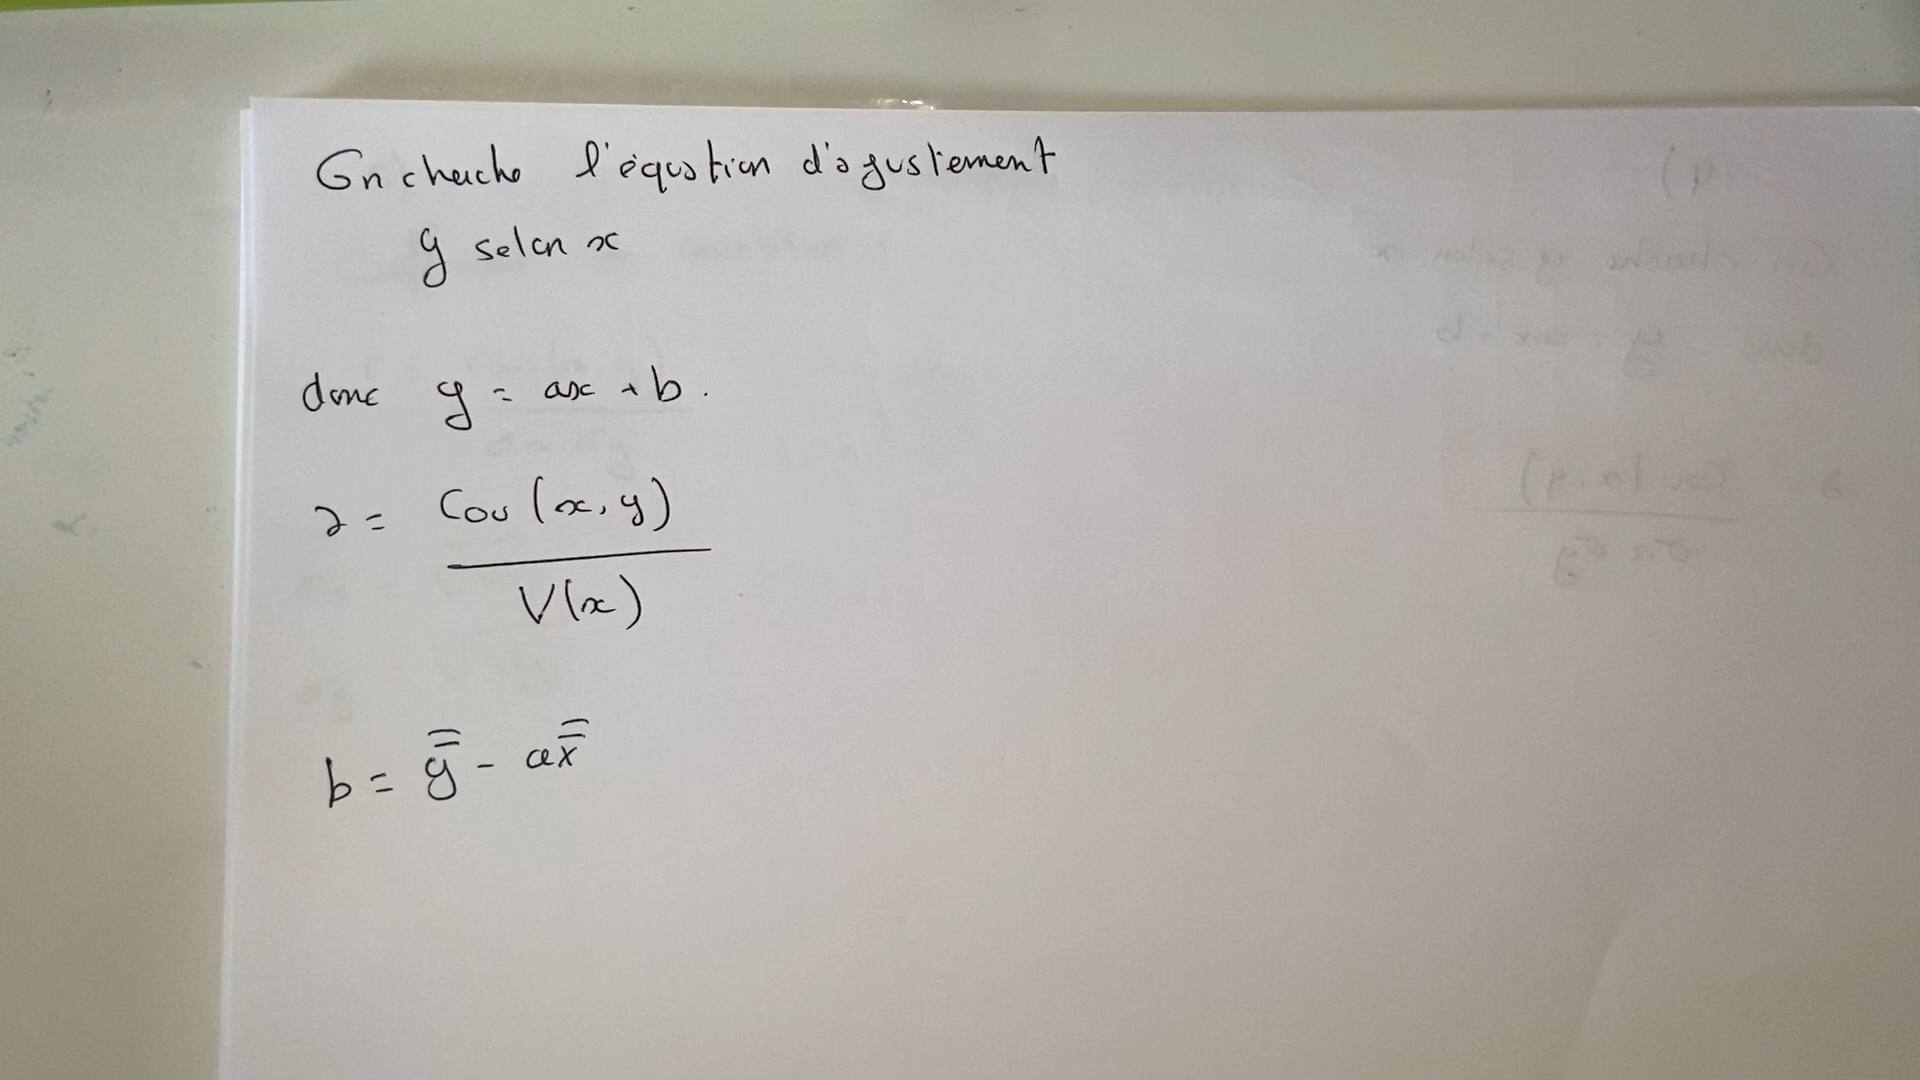 On cherche l'équation d'ajustement
y selon x
donc y = ax + b.
a = Cov (x, y)
V(x)
b = y̿ - ax̿